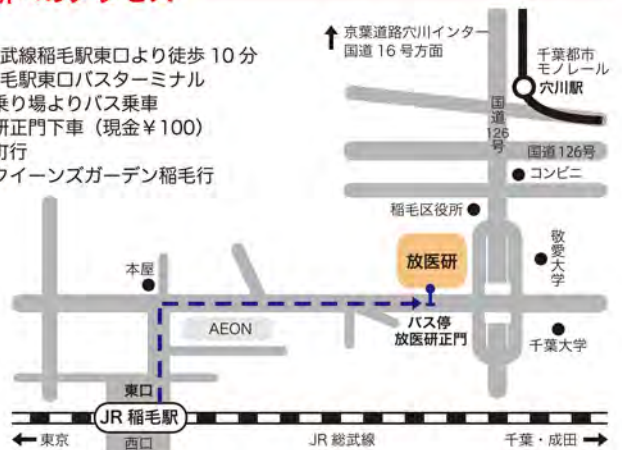 武線稲毛駅東口より徒歩 10 分
毛駅東口バスターミナル
乗り場よりバス乗車
研正門下車（現金￥100）
町行
クイーンズガーデン稲毛行
京葉道路穴川インター
国道 16 号方面
千葉都市
モノレール
穴川駅
国道126号
国道126号
コンビニ
稲毛区役所
敬愛大学
放医研
本屋
AEON
バス停
放医研正門
千葉大学
東口
JR 稲毛駅
西口
東京
JR 総武線
千葉・成田